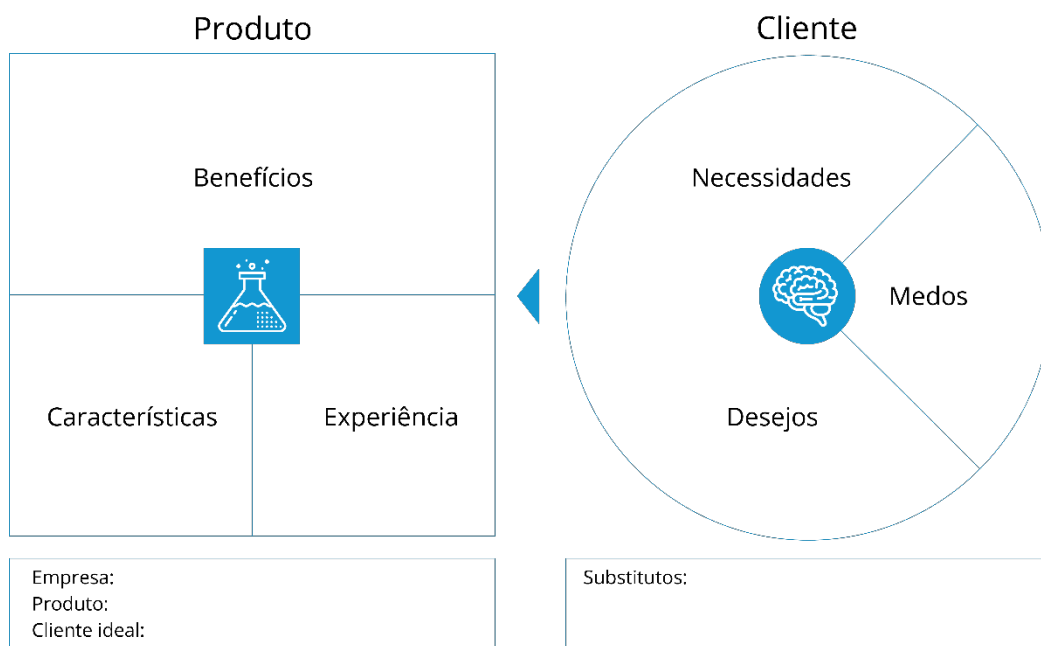 Produto
Benefícios
Características
Experiência
Empresa:
Produto:
Cliente ideal:
Cliente
Necessidades
Medos
Desejos
Substitutos: